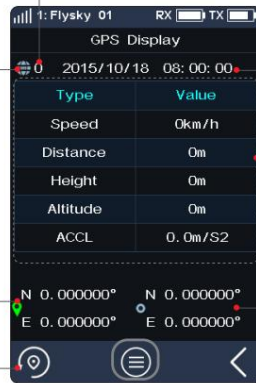 1: Flysky 01 RX TX
GPS Display
0 2015/10/18 08: 00: 00
Type Value
Speed 0km/h
Distance 0m
Height 0m
Altitude 0m
ACCL 0. 0m/S2
N 0. 000000° N 0. 000000°
E 0. 000000° E 0. 000000°